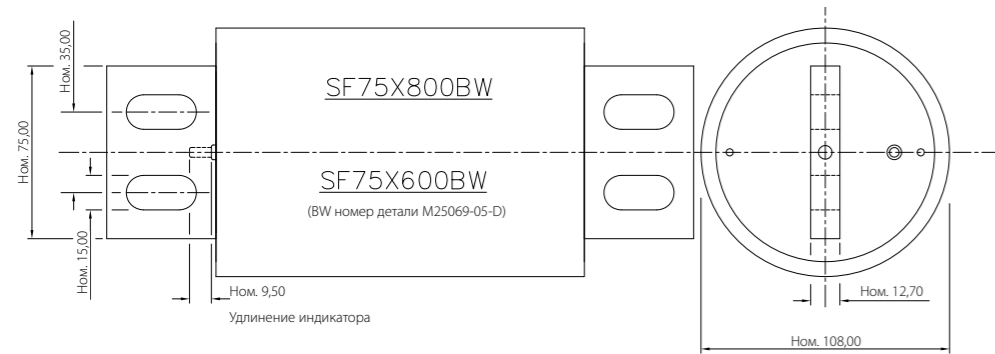 Ном. 35,00
Ном. 75,00
Ном. 15,00
SF75X800BW
SF75X600BW
(BW номер детали M25069-05-D)
Ном. 9,50
Удлинение индикатора
Ном. 12,70
Ном. 108,00